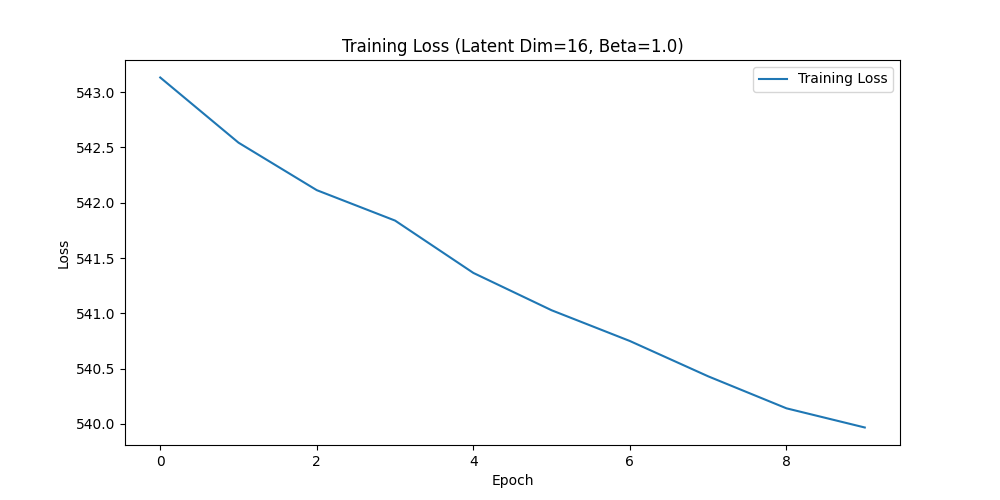 Training Loss (Latent Dim=16, Beta=1.0)
Training Loss
543.0
542.5
542.0
541.5
541.0
540.5
540.0
Loss
0 2 4 6 8
Epoch